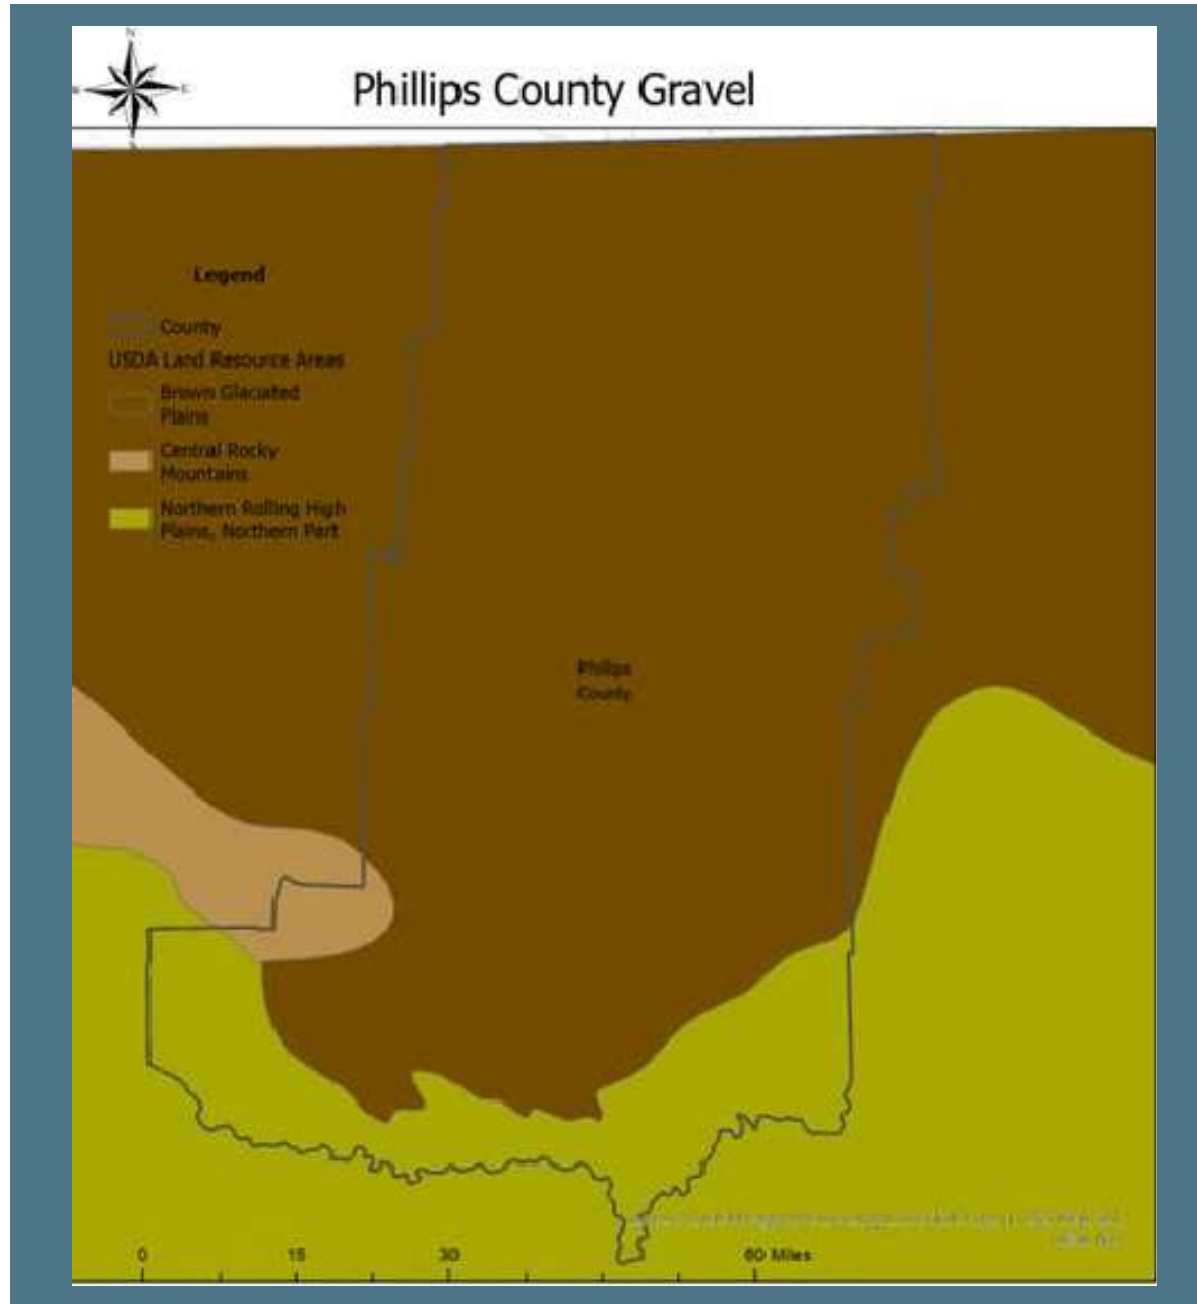 N
E
Phillips County Gravel
Legend
County
USDA Land Resource Areas
Brown Glaciated
Plains
Central Rocky
Mountains
Northern Rolling High
Plains, Northern Part
Phillips
County
0 15 30 60 Miles